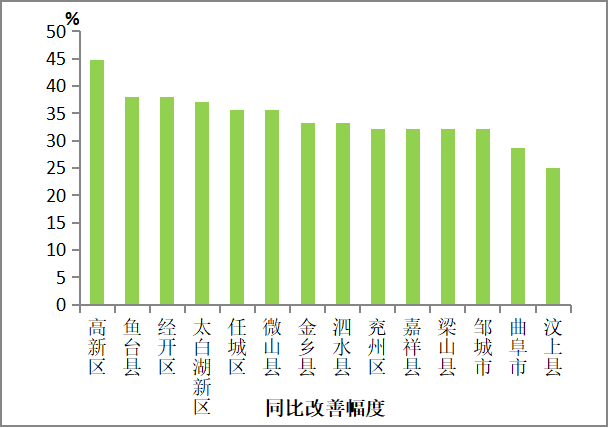 %
50
45
40
35
30
25
20
15
10
5
0
高新区
鱼台县
经开区
太白湖新区
任城区
微山县
金乡县
泗水县
兖州区
嘉祥县
梁山县
邹城市
曲阜市
汶上县
同比改善幅度